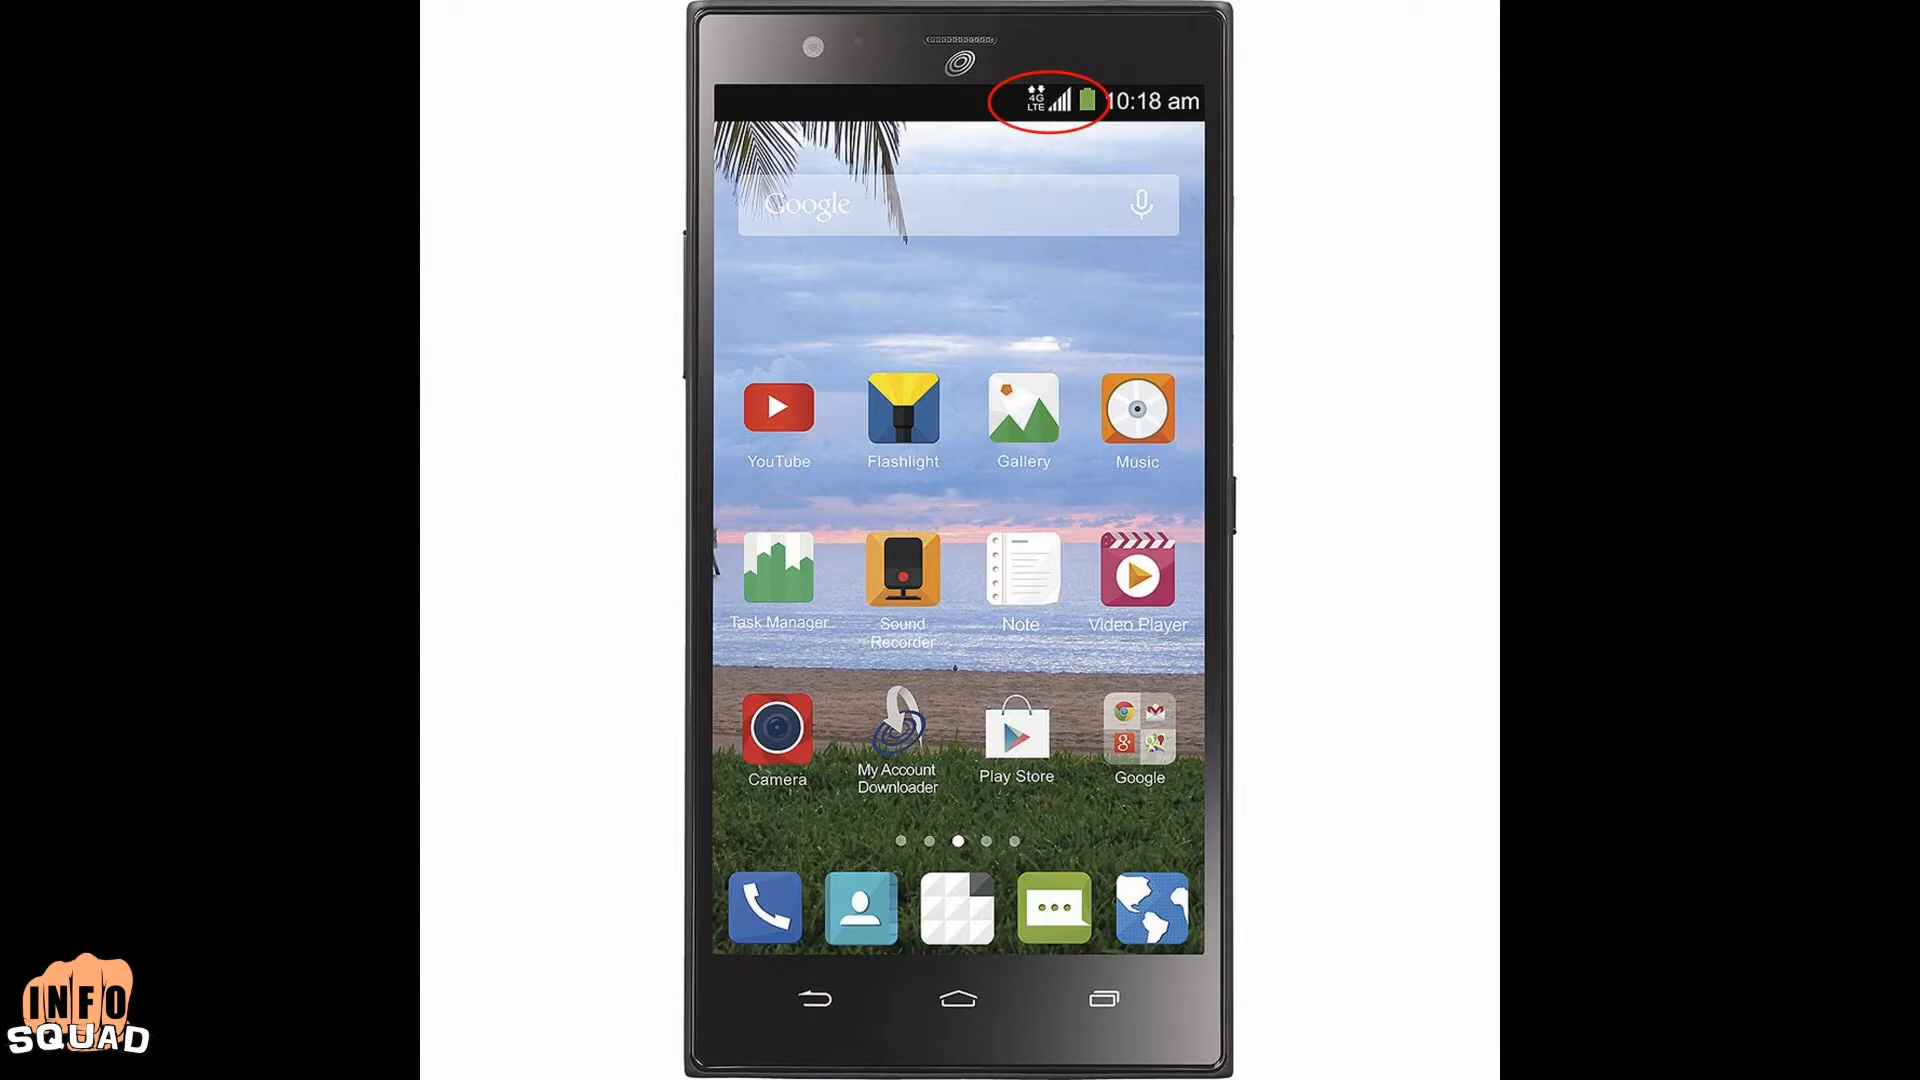 4G
LTE
10:18 am
Google
YouTube
Flashlight
Gallery
Music
Task Manager
Sound
Recorder
Note
Video Player
Camera
My Account
Downloader
Play Store
Google
INFO
SQUAD